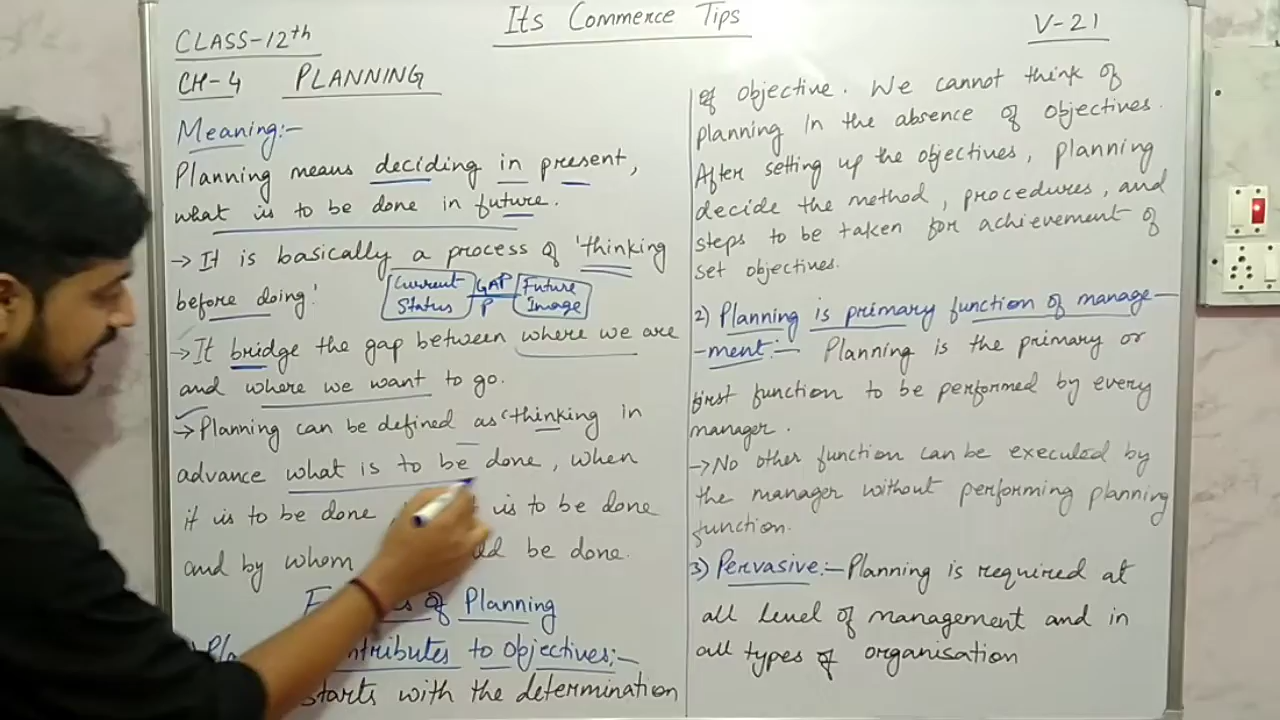 Its Commerce Tips
V-21
CLASS-12th
CH-4 PLANNING
Meaning:-
Planning means deciding in present,
what is to be done in future.
→ It is basically a process of 'thinking
before doing'
Current Status
GAP
P
Future Image
→ It bridge the gap between where we are
and where we want to go.
→ Planning can be defined as 'thinking in
advance what is to be done, when
it is to be done is to be done
and by whom be done.
of Planning
to Objectives:-
starts with the determination
of objective. We cannot think of
planning in the absence of objectives.
After setting up the objectives, planning
decide the method, procedures, and
steps to be taken for achievement of
set objectives.
2) Planning is primary function of manage-
-ment:- Planning is the primary or
first function to be performed by every
manager.
→ No other function can be executed by
the manager without performing planning
function.
3) Pervasive:- Planning is required at
all level of management and in
all types of organisation